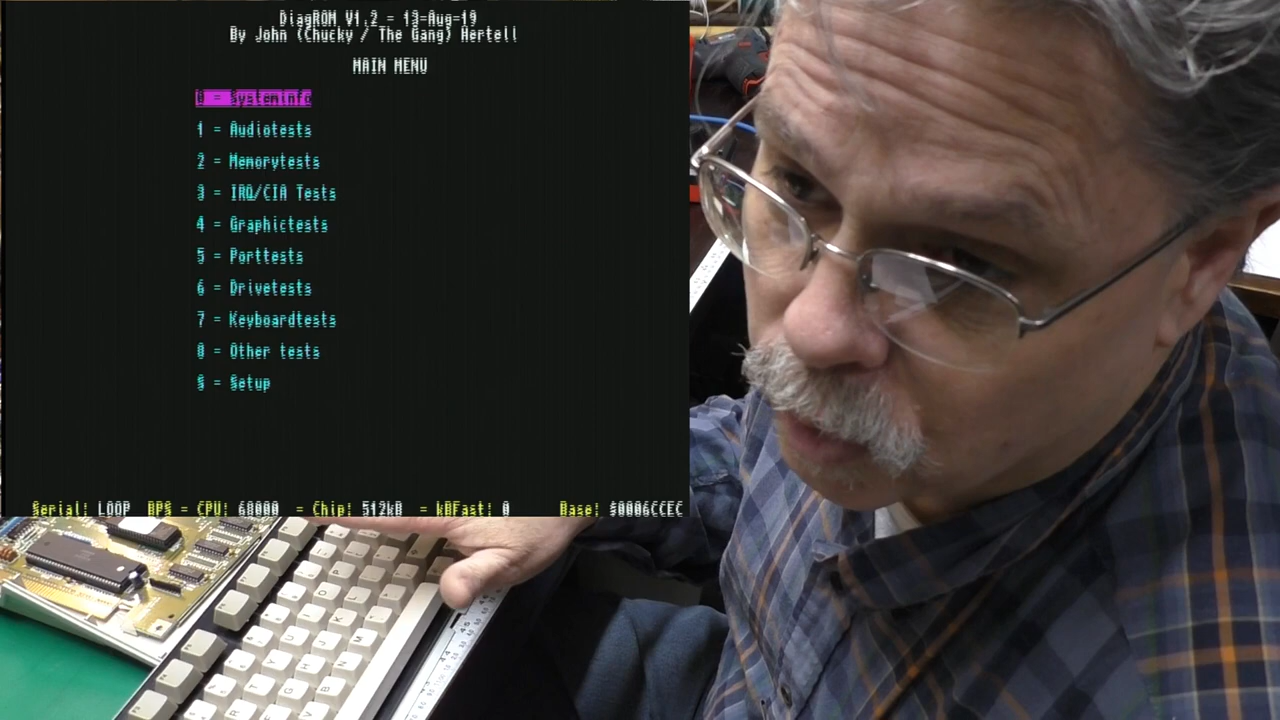 DiagROM V1.2 - 13-Aug-19
By John (Chucky / The Gang) Hertell
MAIN MENU
0 - Systeminfo
1 - Audiotests
2 - Memorytests
3 - IRQ/CIA Tests
4 - Graphictests
5 - Porttests
6 - Drivetests
7 - Keyboardtests
8 - Other tests
S - Setup
Serial: LOOP BPS - CPU: 68000 - Chip: 512kB - kBFast: 0 Base: $0006CCEC